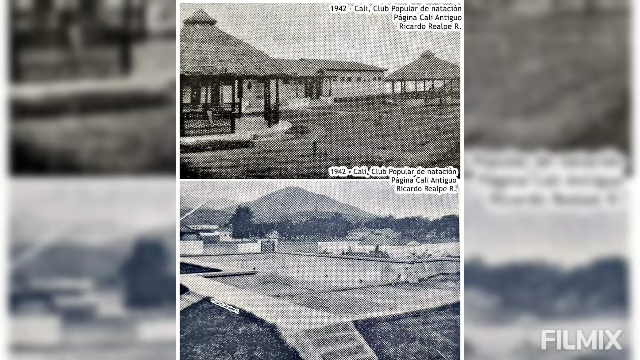 1942 - Cali, Club Popular de natación
Página Cali Antiguo
Ricardo Realpe R.
1942 - Cali, Club Popular de natación
Página Cali Antiguo
Ricardo Realpe R.
FILMIX